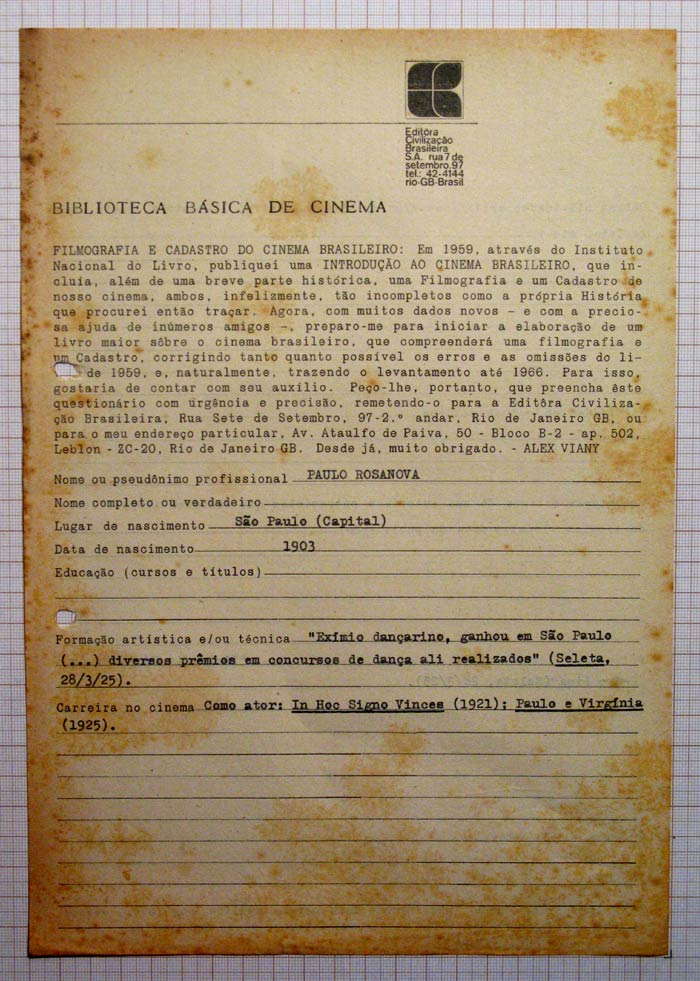 Editôra
Civilização
Brasileira
S.A. rua 7 de
setembro,97
tel.: 42-4144
rio·GB·Brasil
BIBLIOTECA BÁSICA DE CINEMA
FILMOGRAFIA E CADASTRO DO CINEMA BRASILEIRO: Em 1959, através do Instituto
Nacional do Livro, publiquei uma INTRODUÇÃO AO CINEMA BRASILEIRO, que in-
cluía, além de uma breve parte histórica, uma Filmografia e um Cadastro de
nosso cinema, ambos, infelizmente, tão incompletos como a própria História
que procurei então traçar. Agora, com muitos dados novos - e com a precio-
sa ajuda de inúmeros amigos -, preparo-me para iniciar a elaboração de um
livro maior sôbre o cinema brasileiro, que compreenderá uma filmografia e
um Cadastro, corrigindo tanto quanto possível os erros e as omissões do li-
de 1959, e, naturalmente, trazendo o levantamento até 1966. Para isso,
gostaria de contar com seu auxílio. Peço-lhe, portanto, que preencha êste
questionário com urgência e precisão, remetendo-o para a Editôra Civiliza-
ção Brasileira, Rua Sete de Setembro, 97-2.º andar, Rio de Janeiro GB, ou
para o meu endereço particular, Av. Ataulfo de Paiva, 50 - Bloco B-2 - ap. 502,
Leblon - ZC-20, Rio de Janeiro GB. Desde já, muito obrigado. - ALEX VIANY
Nome ou pseudônimo profissional PAULO ROSANOVA
Nome completo ou verdadeiro
Lugar de nascimento São Paulo (Capital)
Data de nascimento 1903
Educação (cursos e títulos)
Formação artística e/ou técnica "Exímio dançarino, ganhou em São Paulo
(...) diversos prêmios em concursos de dança ali realizados" (Seleta,
28/3/25).
Carreira no cinema Como ator: In Hoc Signo Vinces (1921); Paulo e Virgínia
(1925).